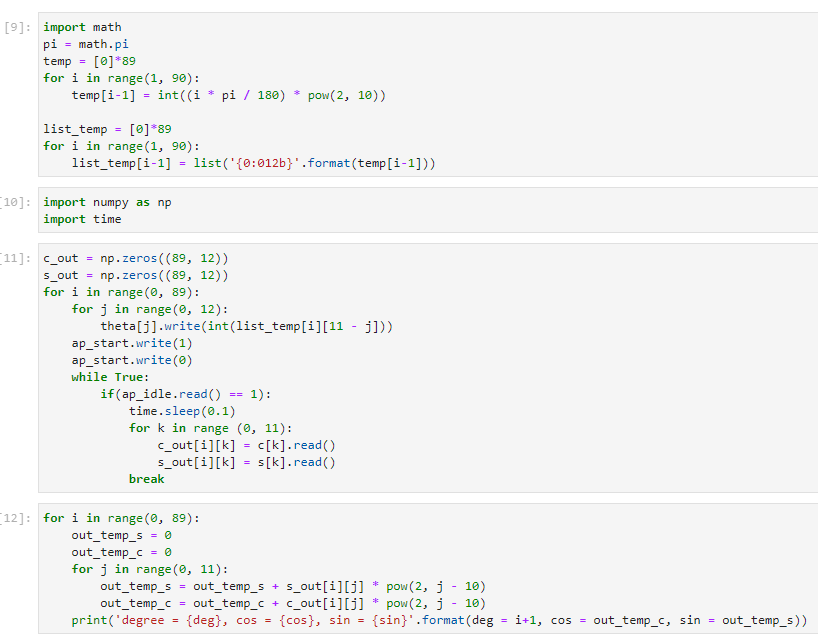 [9]:
import math
pi = math.pi
temp = [0]*89
for i in range(1, 90):
    temp[i-1] = int((i * pi / 180) * pow(2, 10))

list_temp = [0]*89
for i in range(1, 90):
    list_temp[i-1] = list('{0:012b}'.format(temp[i-1]))
[10]:
import numpy as np
import time
[11]:
c_out = np.zeros((89, 12))
s_out = np.zeros((89, 12))
for i in range(0, 89):
    for j in range(0, 12):
        theta[j].write(int(list_temp[i][11 - j]))
    ap_start.write(1)
    ap_start.write(0)
    while True:
        if(ap_idle.read() == 1):
            time.sleep(0.1)
            for k in range (0, 11):
                c_out[i][k] = c[k].read()
                s_out[i][k] = s[k].read()
            break
[12]:
for i in range(0, 89):
    out_temp_s = 0
    out_temp_c = 0
    for j in range(0, 11):
        out_temp_s = out_temp_s + s_out[i][j] * pow(2, j - 10)
        out_temp_c = out_temp_c + c_out[i][j] * pow(2, j - 10)
    print('degree = {deg}, cos = {cos}, sin = {sin}'.format(deg = i+1, cos = out_temp_c, sin = out_temp_s))